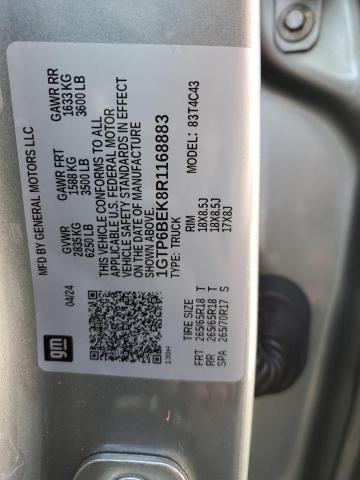 MFD BY GENERAL MOTORS LLC
04/24
GVWR
2835 KG
6250 LB
GAWR FRT
1588 KG
3500 LB
GAWR RR
1633 KG
3600 LB
THIS VEHICLE CONFORMS TO ALL
APPLICABLE U.S. FEDERAL MOTOR
VEHICLE SAFETY STANDARDS IN EFFECT
ON THE DATE OF MANUFACTURE
SHOWN ABOVE.
1GTP6BEK8R1168883
TYPE: TRUCK
83T4C43
gm
130H
TIRE SIZE RIM
FRT 265/65R18 T 18X8.5J
RR 265/65R18 T 18X8.5J
SPA 265/70R17 S 17X8J